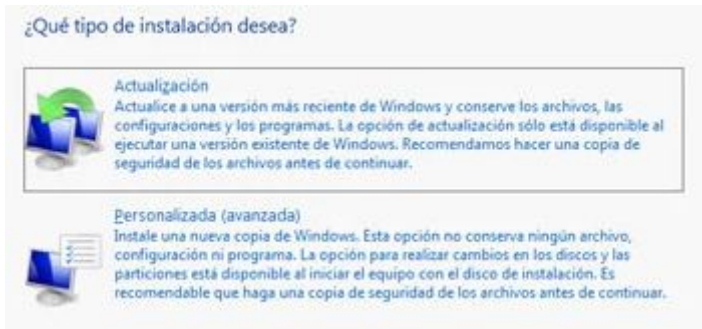 ¿Qué tipo de instalación desea?
Actualización
Actualice a una versión más reciente de Windows y conserve los archivos, las
configuraciones y los programas. La opción de actualización sólo está disponible al
ejecutar una versión existente de Windows. Recomendamos hacer una copia de
seguridad de los archivos antes de continuar.
Personalizada (avanzada)
Instale una nueva copia de Windows. Esta opción no conserva ningún archivo,
configuración ni programa. La opción para realizar cambios en los discos y las
particiones está disponible al iniciar el equipo con el disco de instalación. Es
recomendable que haga una copia de seguridad de los archivos antes de continuar.